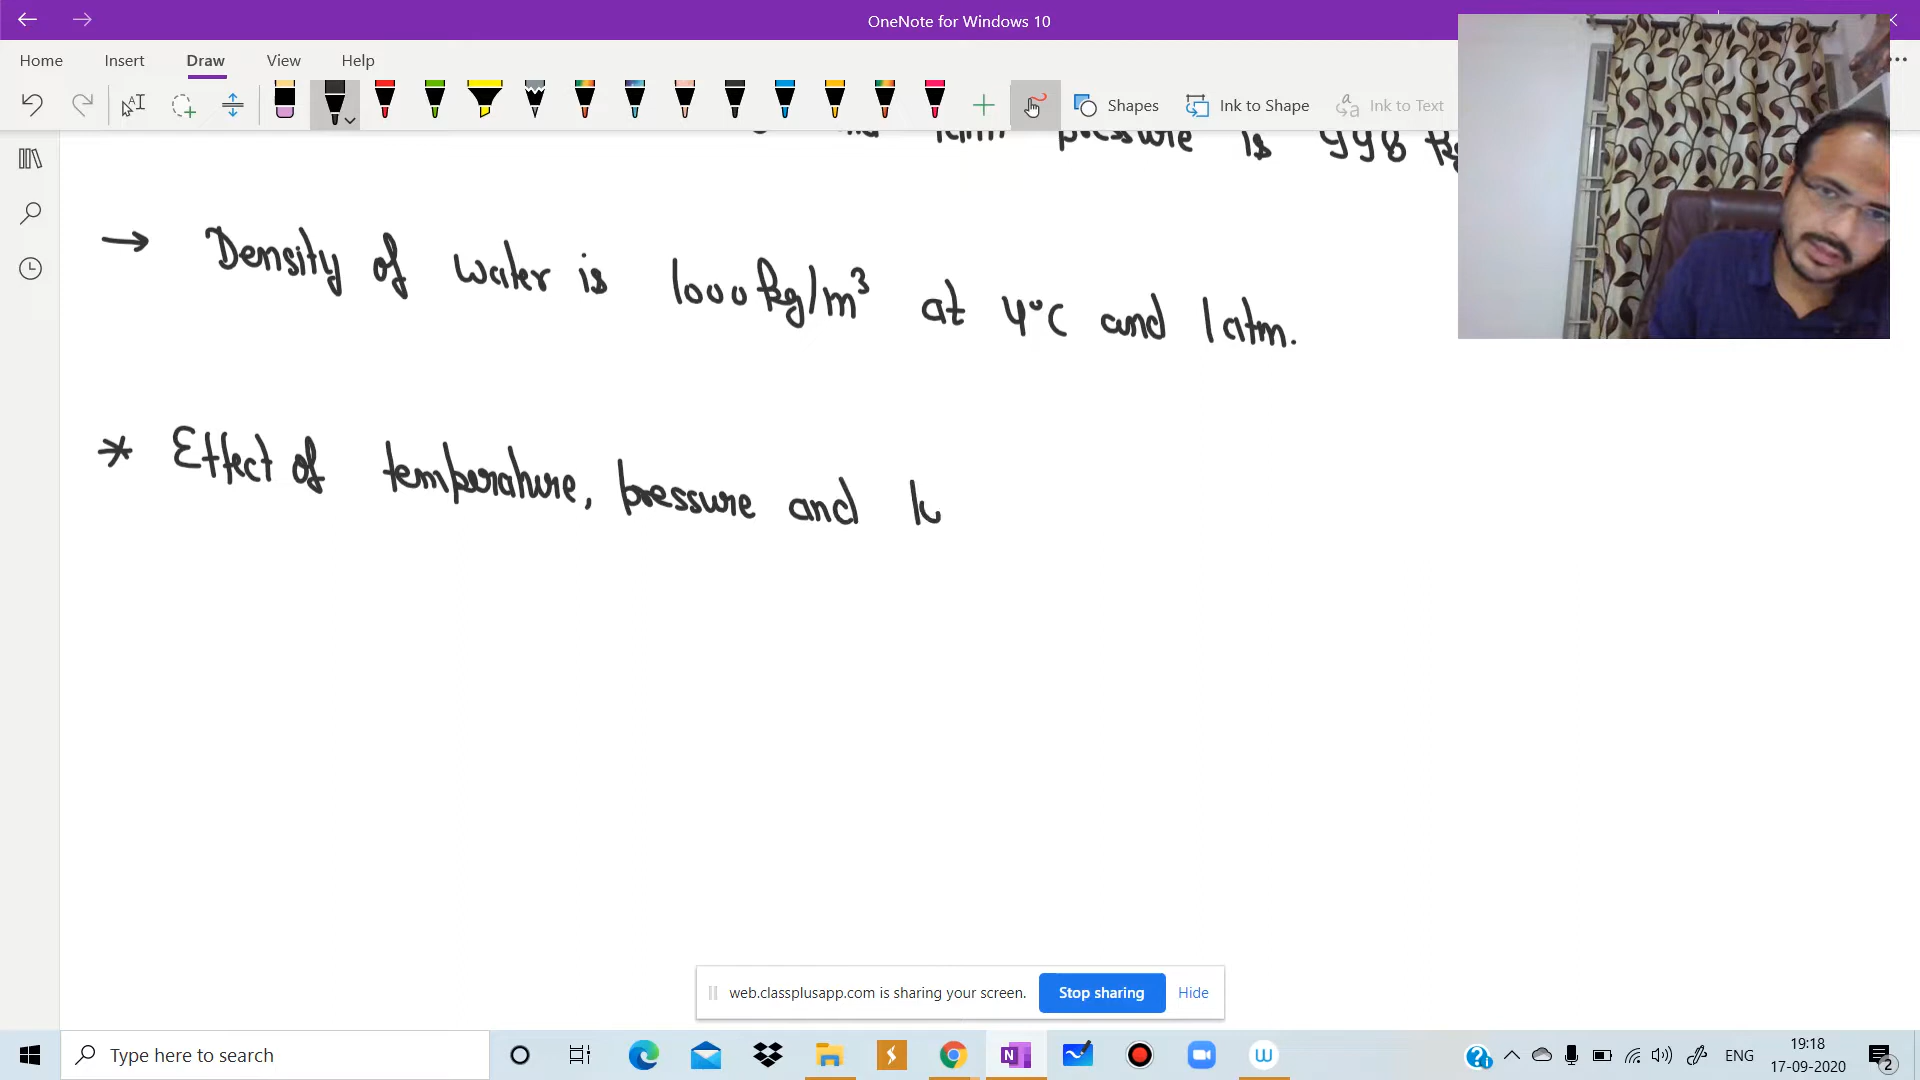 OneNote for Windows 10
Home Insert Draw View Help
Shapes Ink to Shape Ink to Text
pressure is 998
→ Density of water is 1000 kg/m³ at 4°C and 1 atm.
* Effect of temperature, pressure and
web.classplusapp.com is sharing your screen. Stop sharing Hide
Type here to search
ENG
19:18
17-09-2020
2